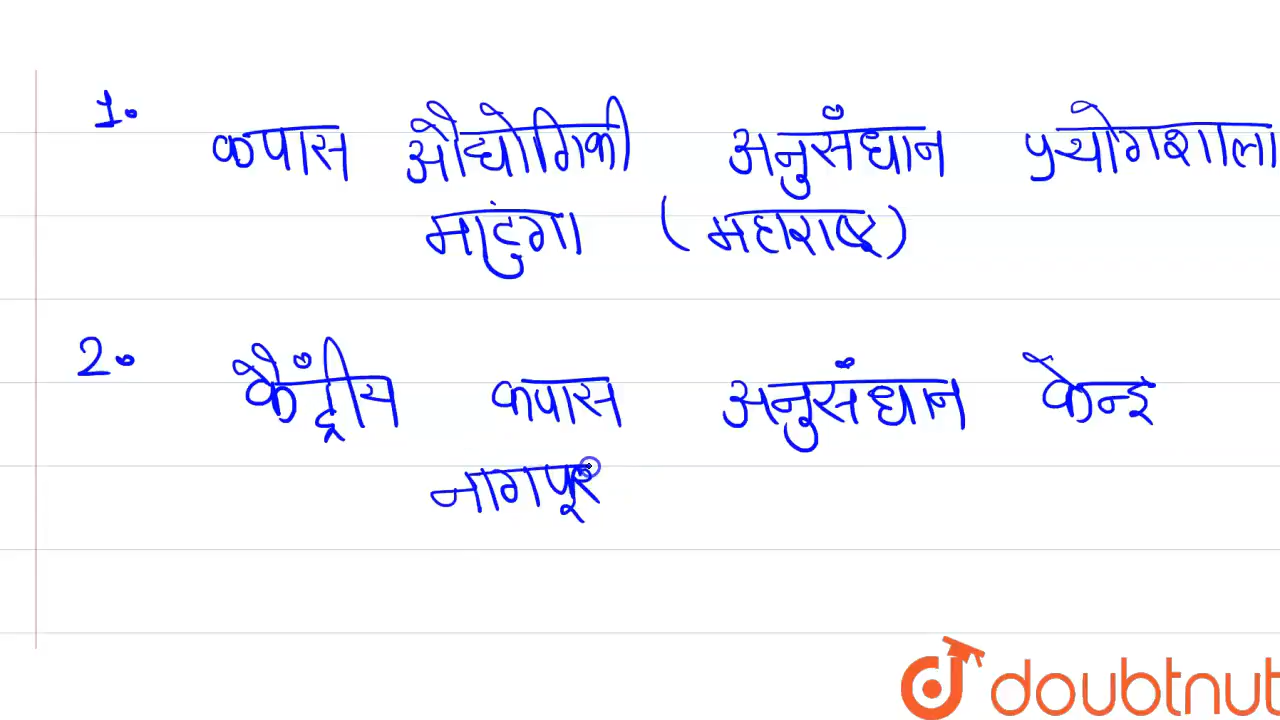 1. कपास औद्योगिकी अनुसंधान प्रयोगशाला
माटुंगा (महाराष्ट्र)
2. केंद्रीय कपास अनुसंधान केन्द्र
नागपूर
doubtnut